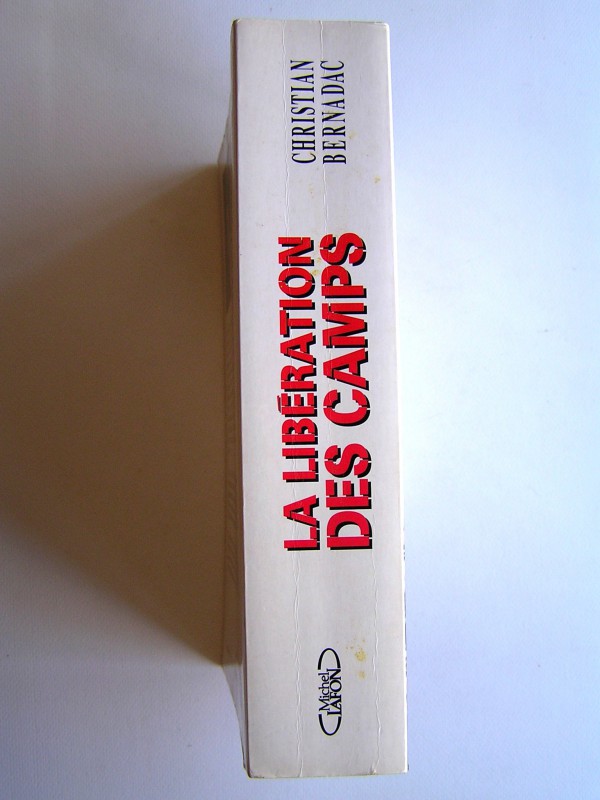 CHRISTIAN
BERNADAC
LA LIBÉRATION
DES CAMPS
Michel
LAFON